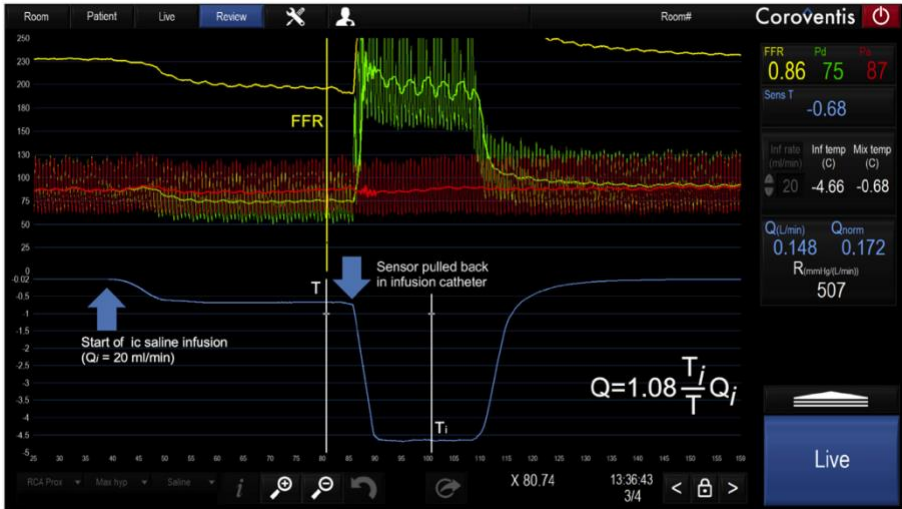 Room Patient Live Review Room# Coroventis
250
230
200
180
150
130
100
75
50
25
0
FFR
FFR Pd Pa
0.86 75 87
Sens T
-0.68
Inf rate (ml/min) Inf temp (C) Mix temp (C)
20 -4.66 -0.68
Q(L/min) Qnorm
0.148 0.172
R(mmHg/(L/min))
507
-0.02
-0.5
-1
-1.5
-2
-2.5
-3
-3.5
-4
-4.5
-5
T
Sensor pulled back
in infusion catheter
Start of ic saline infusion
(Qi = 20 ml/min)
Ti
Q=1.08 Ti/T Qi
25 30 35 40 45 50 55 60 65 70 75 80 85 90 95 100 105 110 115 120 125 130 135 140 145 150 155 159
RCA Prox Max hyp Saline i X 80.74 13:36:43
3/4 < >
Live